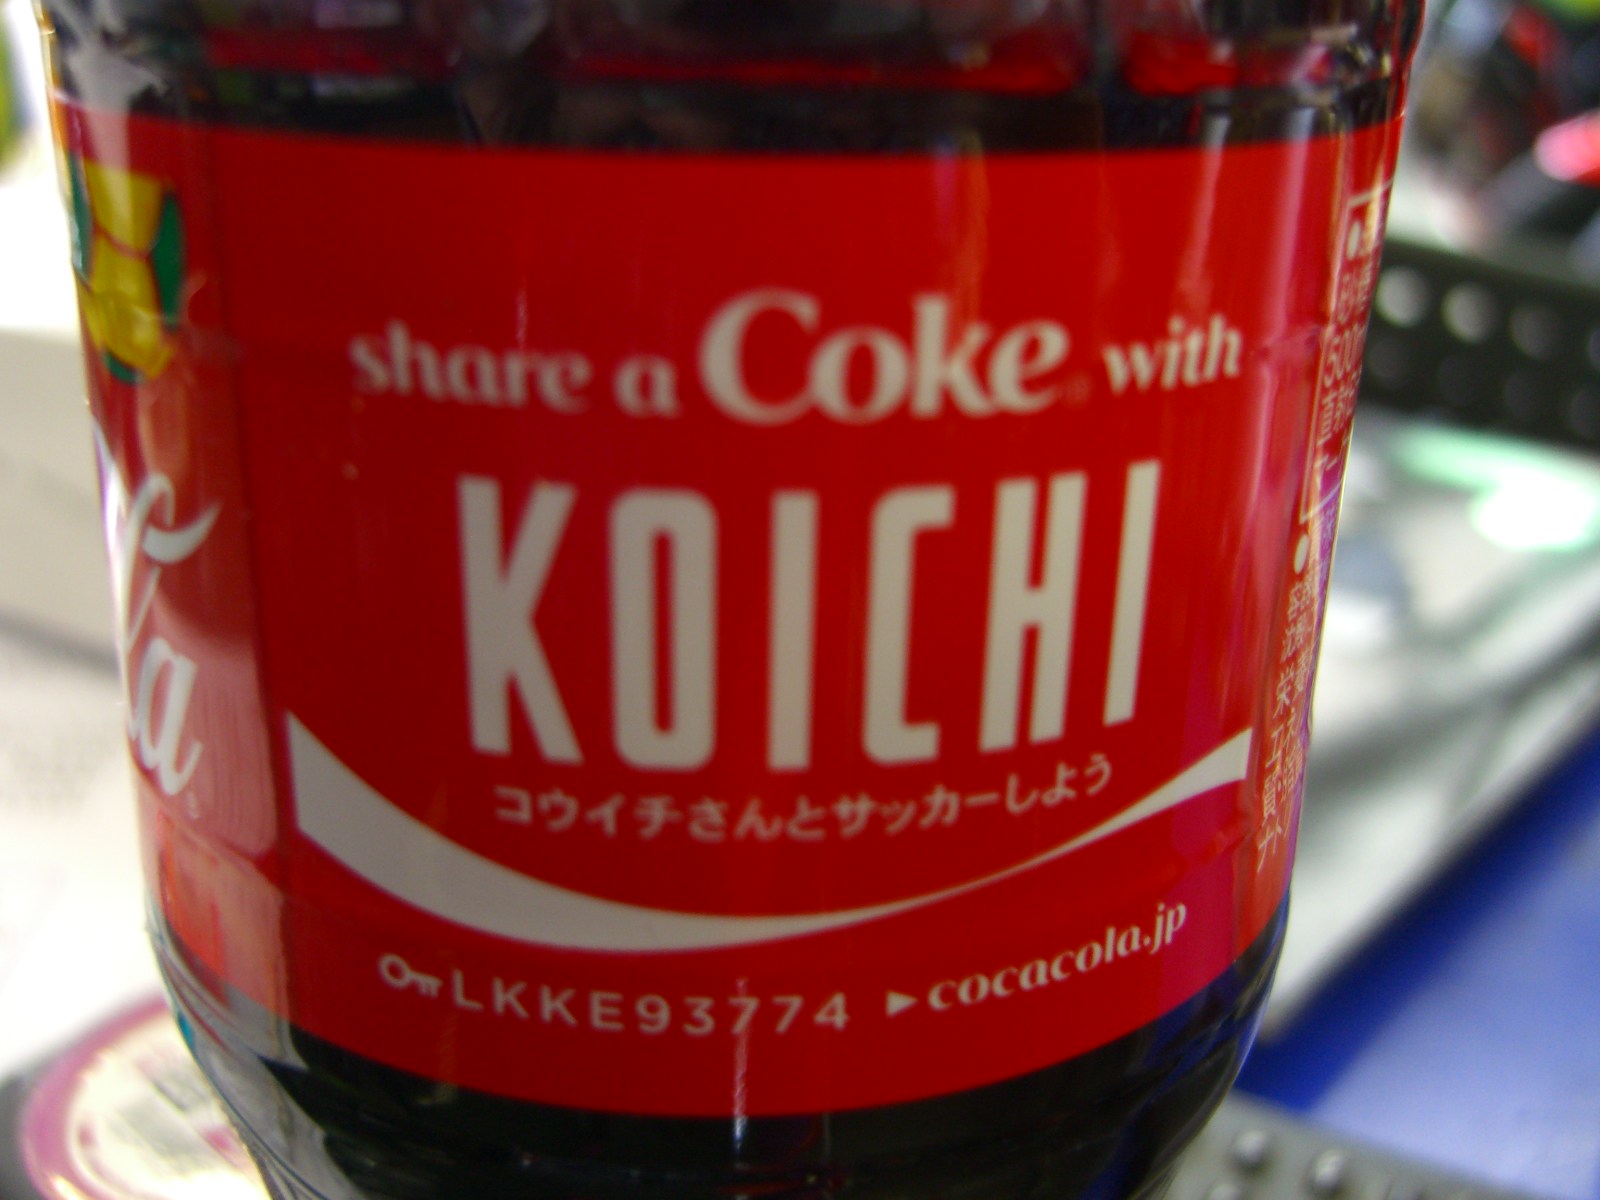 share a Coke with
KOICHI
コウイチさんとサッカーしよう
LKKE93774 ▶cocacola.jp